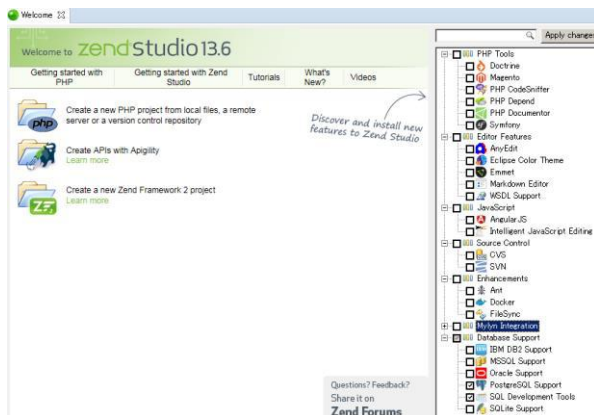 Welcome
Welcome to zend studio 13.6
Getting started with PHP
Getting started with Zend Studio
Tutorials
What's New?
Videos
Create a new PHP project from local files, a remote
server or a version control repository
Create APIs with Apigility
Learn more
Create a new Zend Framework 2 project
Learn more
Discover and install new
features to Zend Studio
Questions? Feedback?
Share it on
Zend Forums
Apply changes
PHP Tools
Doctrine
Magento
PHP CodeSniffer
PHP Depend
PHP Documentor
Symfony
Editor Features
AnyEdit
Eclipse Color Theme
Emmet
Markdown Editor
WSDL Support
JavaScript
AngularJS
Intelligent JavaScript Editing
Source Control
CVS
SVN
Enhancements
Ant
Docker
FileSync
Mylyn Integration
Database Support
IBM DB2 Support
MSSQL Support
Oracle Support
PostgreSQL Support
SQL Development Tools
SQLite Support